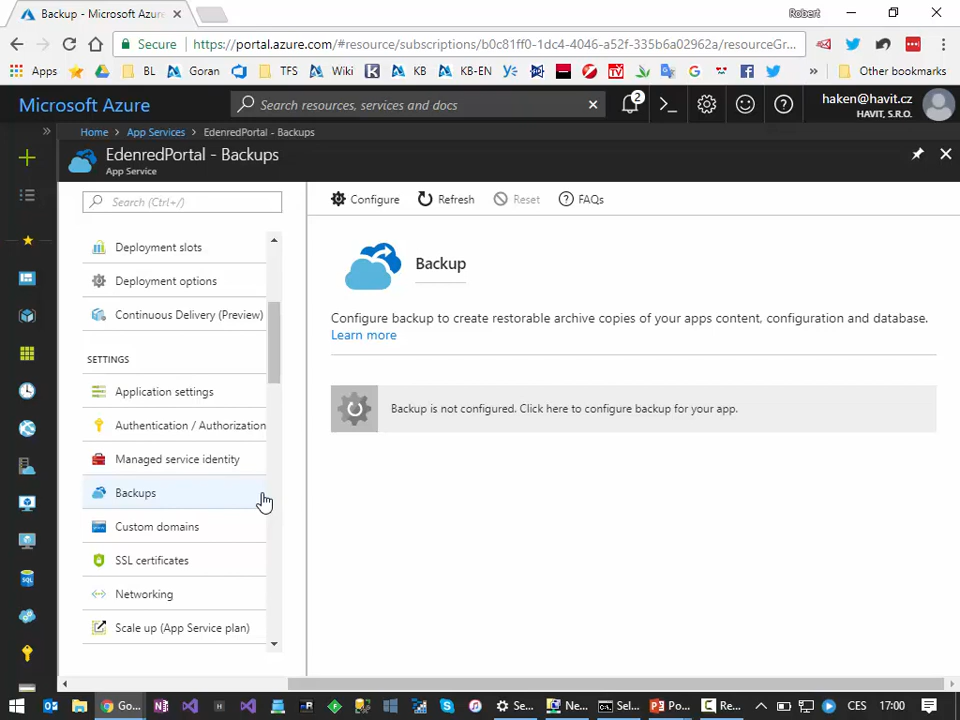 Backup - Microsoft Azure
Robert
Secure
https://portal.azure.com/#resource/subscriptions/b0c81ff0-1dc4-4046-a52f-335b6a02962a/resourceGr...
Apps
BL
Goran
TFS
Wiki
KB
KB-EN
»
Other bookmarks
Microsoft Azure
Search resources, services and docs
2
haken@havit.cz
HAVIT, S.R.O.
Home > App Services > EdenredPortal - Backups
EdenredPortal - Backups
App Service
Search (Ctrl+/)
Configure
Refresh
Reset
FAQs
Deployment slots
Deployment options
Continuous Delivery (Preview)
SETTINGS
Application settings
Authentication / Authorization
Managed service identity
Backups
Custom domains
SSL certificates
Networking
Scale up (App Service plan)
Backup
Configure backup to create restorable archive copies of your apps content, configuration and database.
Learn more
Backup is not configured. Click here to configure backup for your app.
Go...
Se...
Ne...
Sel...
Po...
Re...
CES
17:00